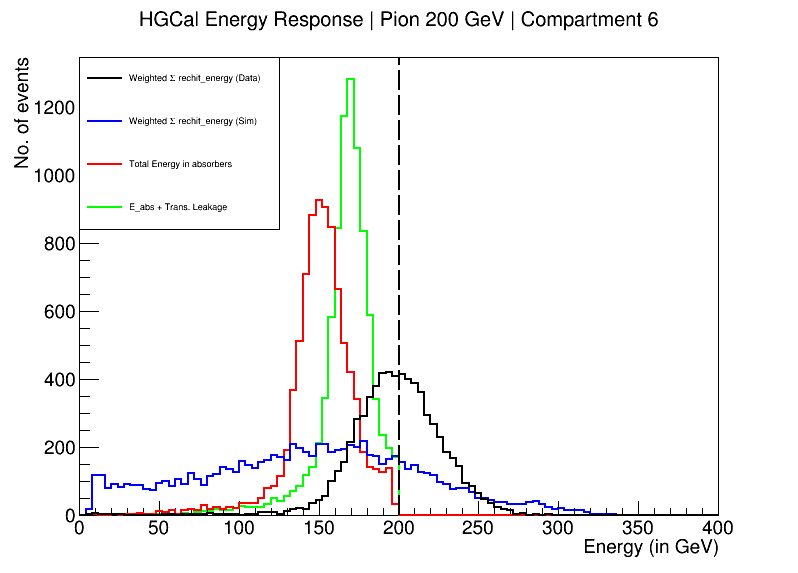 HGCal Energy Response | Pion 200 GeV | Compartment 6
No. of events
Weighted Σ rechit_energy (Data)
Weighted Σ rechit_energy (Sim)
Total Energy in absorbers
E_abs + Trans. Leakage
1200
1000
800
600
400
200
0
0 50 100 150 200 250 300 350 400
Energy (in GeV)